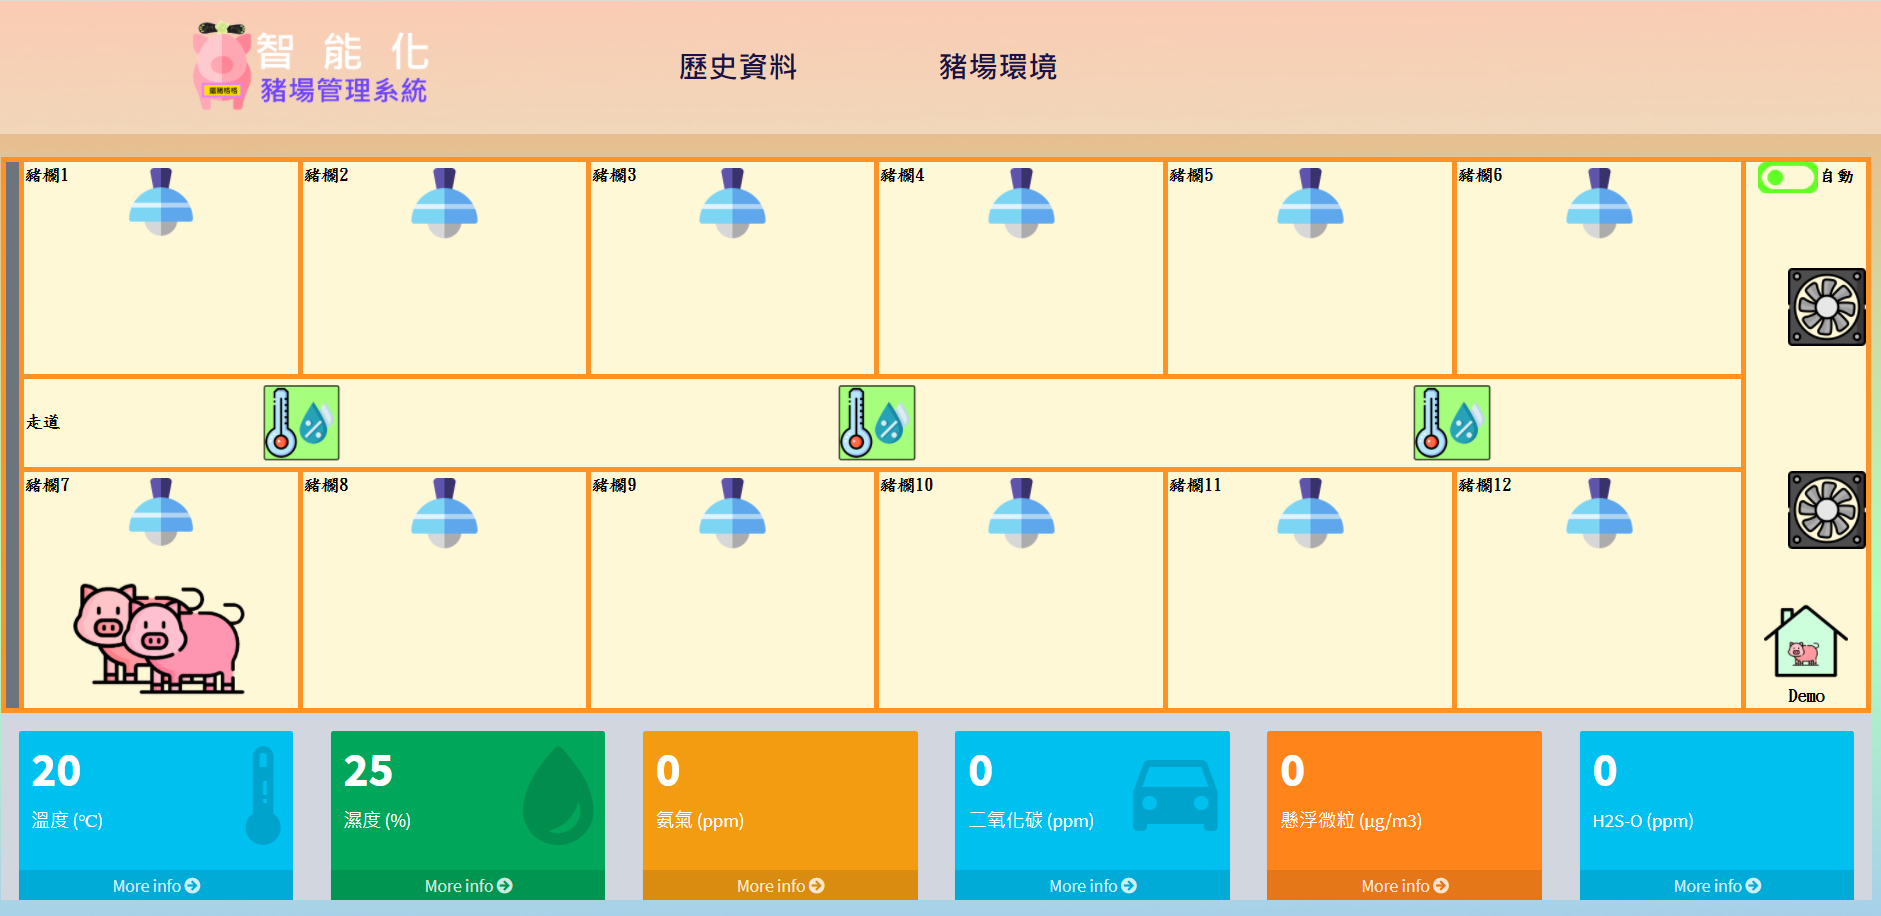 智能化
豬場管理系統
歷史資料
豬場環境
豬欄1
豬欄2
豬欄3
豬欄4
豬欄5
豬欄6
自動
走道
豬欄7
豬欄8
豬欄9
豬欄10
豬欄11
豬欄12
Demo
20
溫度 (℃)
More info
25
濕度 (%)
More info
0
氨氣 (ppm)
More info
0
二氧化碳 (ppm)
More info
0
懸浮微粒 (μg/m3)
More info
0
H2S-O (ppm)
More info